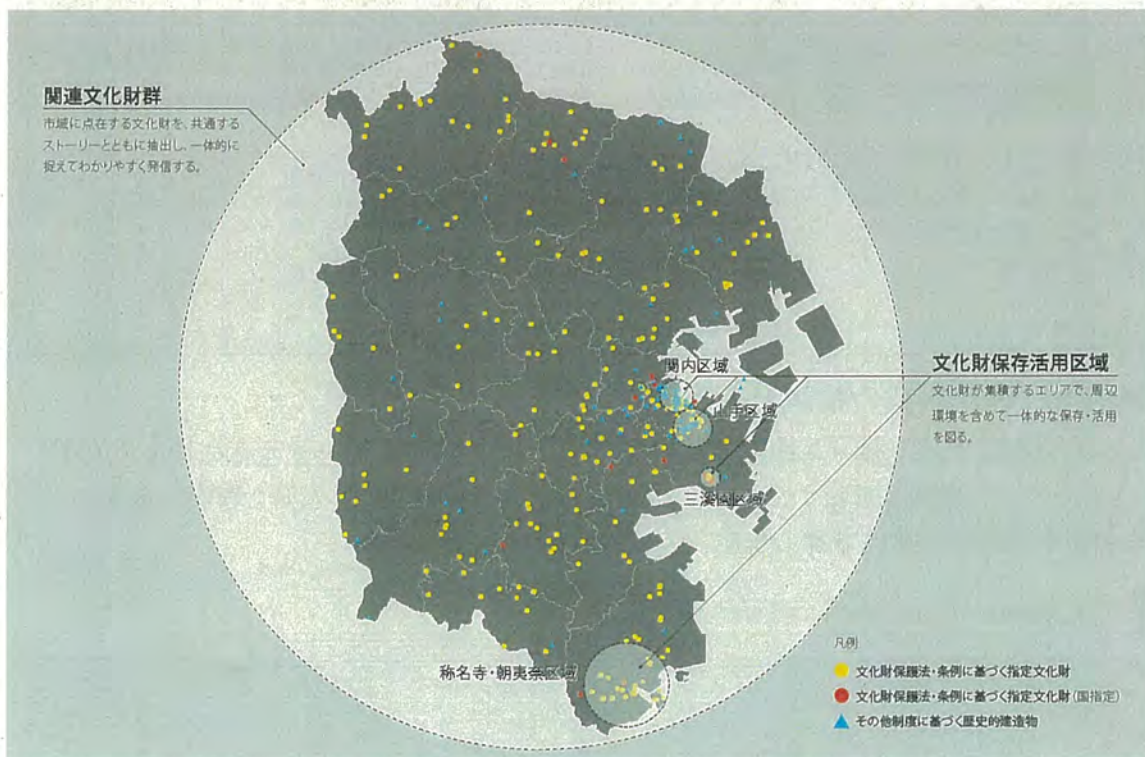 関連文化財群
市域に点在する文化財を、共通する
ストーリーとともに抽出し、一体的に
捉えてわかりやすく発信する。
関内区域
山手区域
三溪園区域
文化財保存活用区域
文化財が集積するエリアで、周辺
環境を含めて一体的な保存・活用
を図る。
称名寺・朝夷奈区域
凡例
文化財保護法・条例に基づく指定文化財
文化財保護法・条例に基づく指定文化財(国指定)
その他制度に基づく歴史的建造物